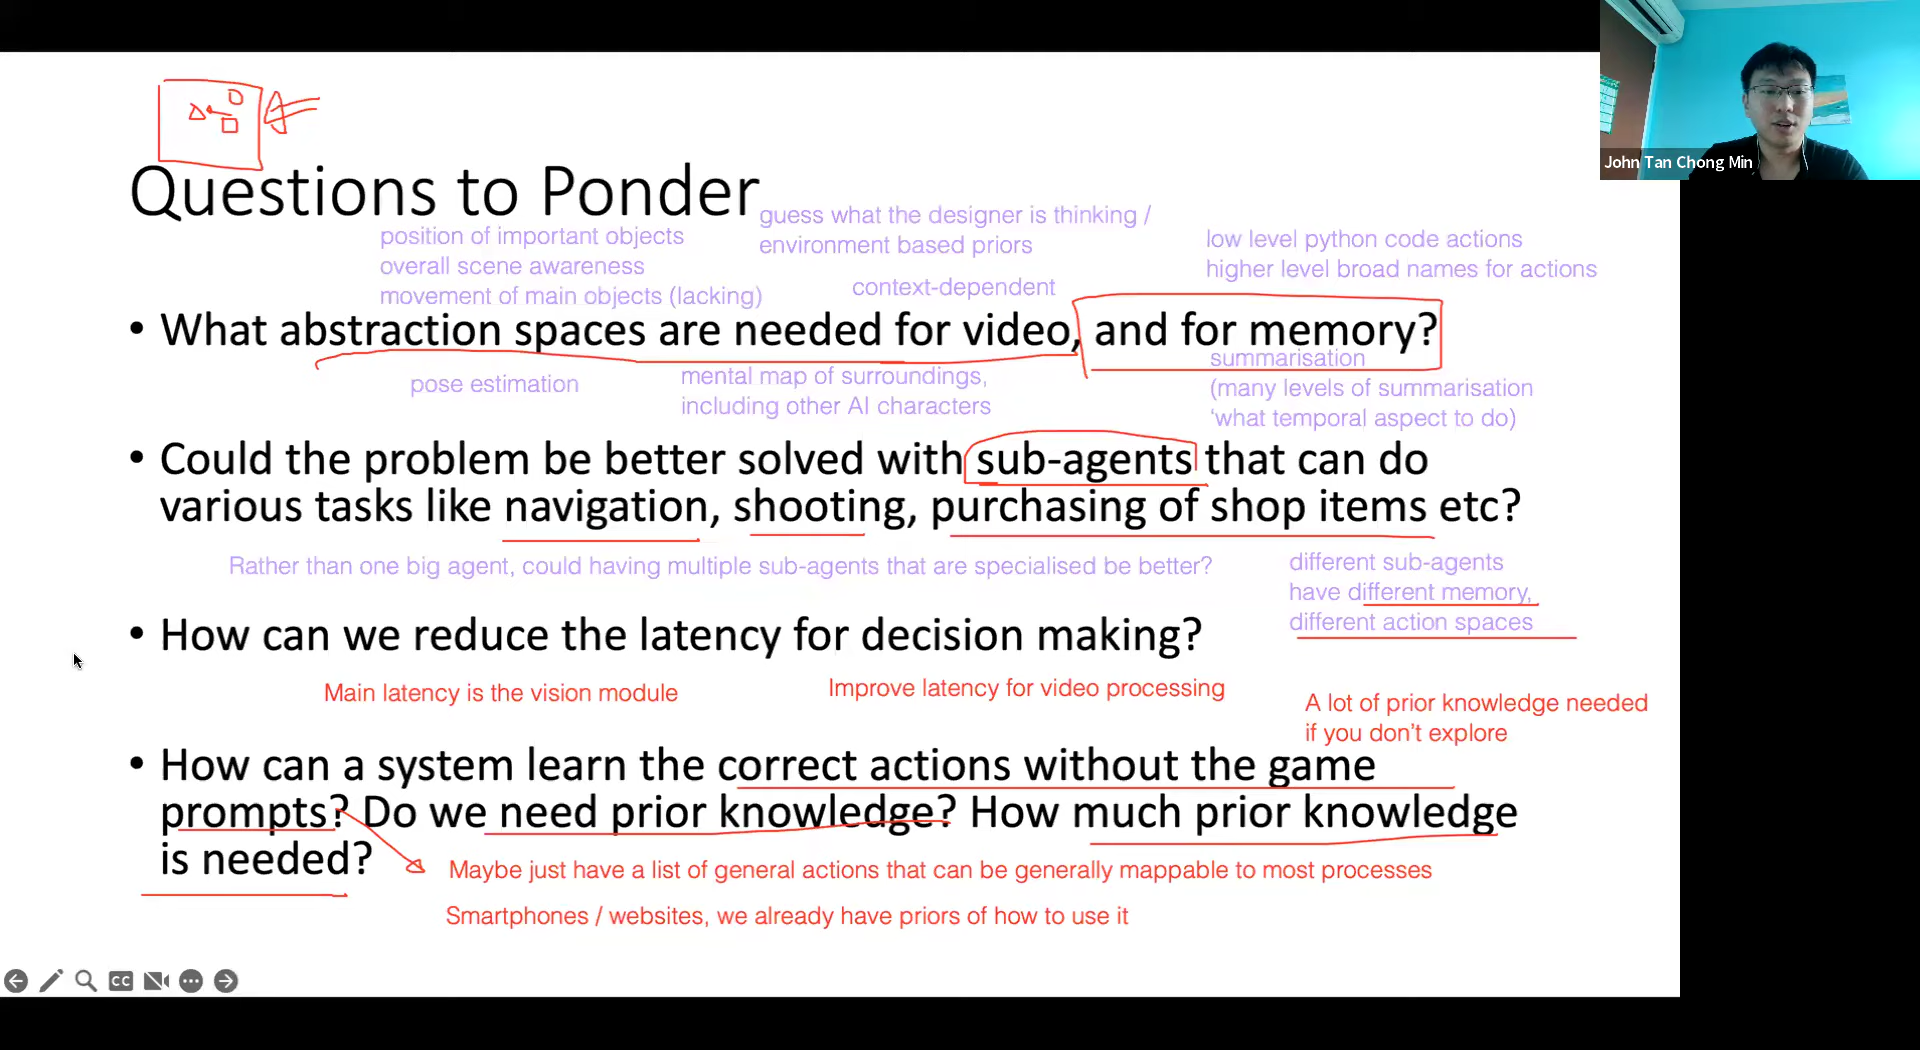 John Tan Chong Min
Questions to Ponder
guess what the designer is thinking /
environment based priors
position of important objects
overall scene awareness
movement of main objects (lacking)
context-dependent
low level python code actions
higher level broad names for actions
• What abstraction spaces are needed for video, and for memory?
pose estimation
mental map of surroundings,
including other AI characters
summarisation
(many levels of summarisation
‘what temporal aspect to do)
• Could the problem be better solved with sub-agents that can do
various tasks like navigation, shooting, purchasing of shop items etc?
Rather than one big agent, could having multiple sub-agents that are specialised be better?
different sub-agents
have different memory,
different action spaces
• How can we reduce the latency for decision making?
Main latency is the vision module
Improve latency for video processing
A lot of prior knowledge needed
if you don’t explore
• How can a system learn the correct actions without the game
prompts? Do we need prior knowledge? How much prior knowledge
is needed?
Maybe just have a list of general actions that can be generally mappable to most processes
Smartphones / websites, we already have priors of how to use it
CC